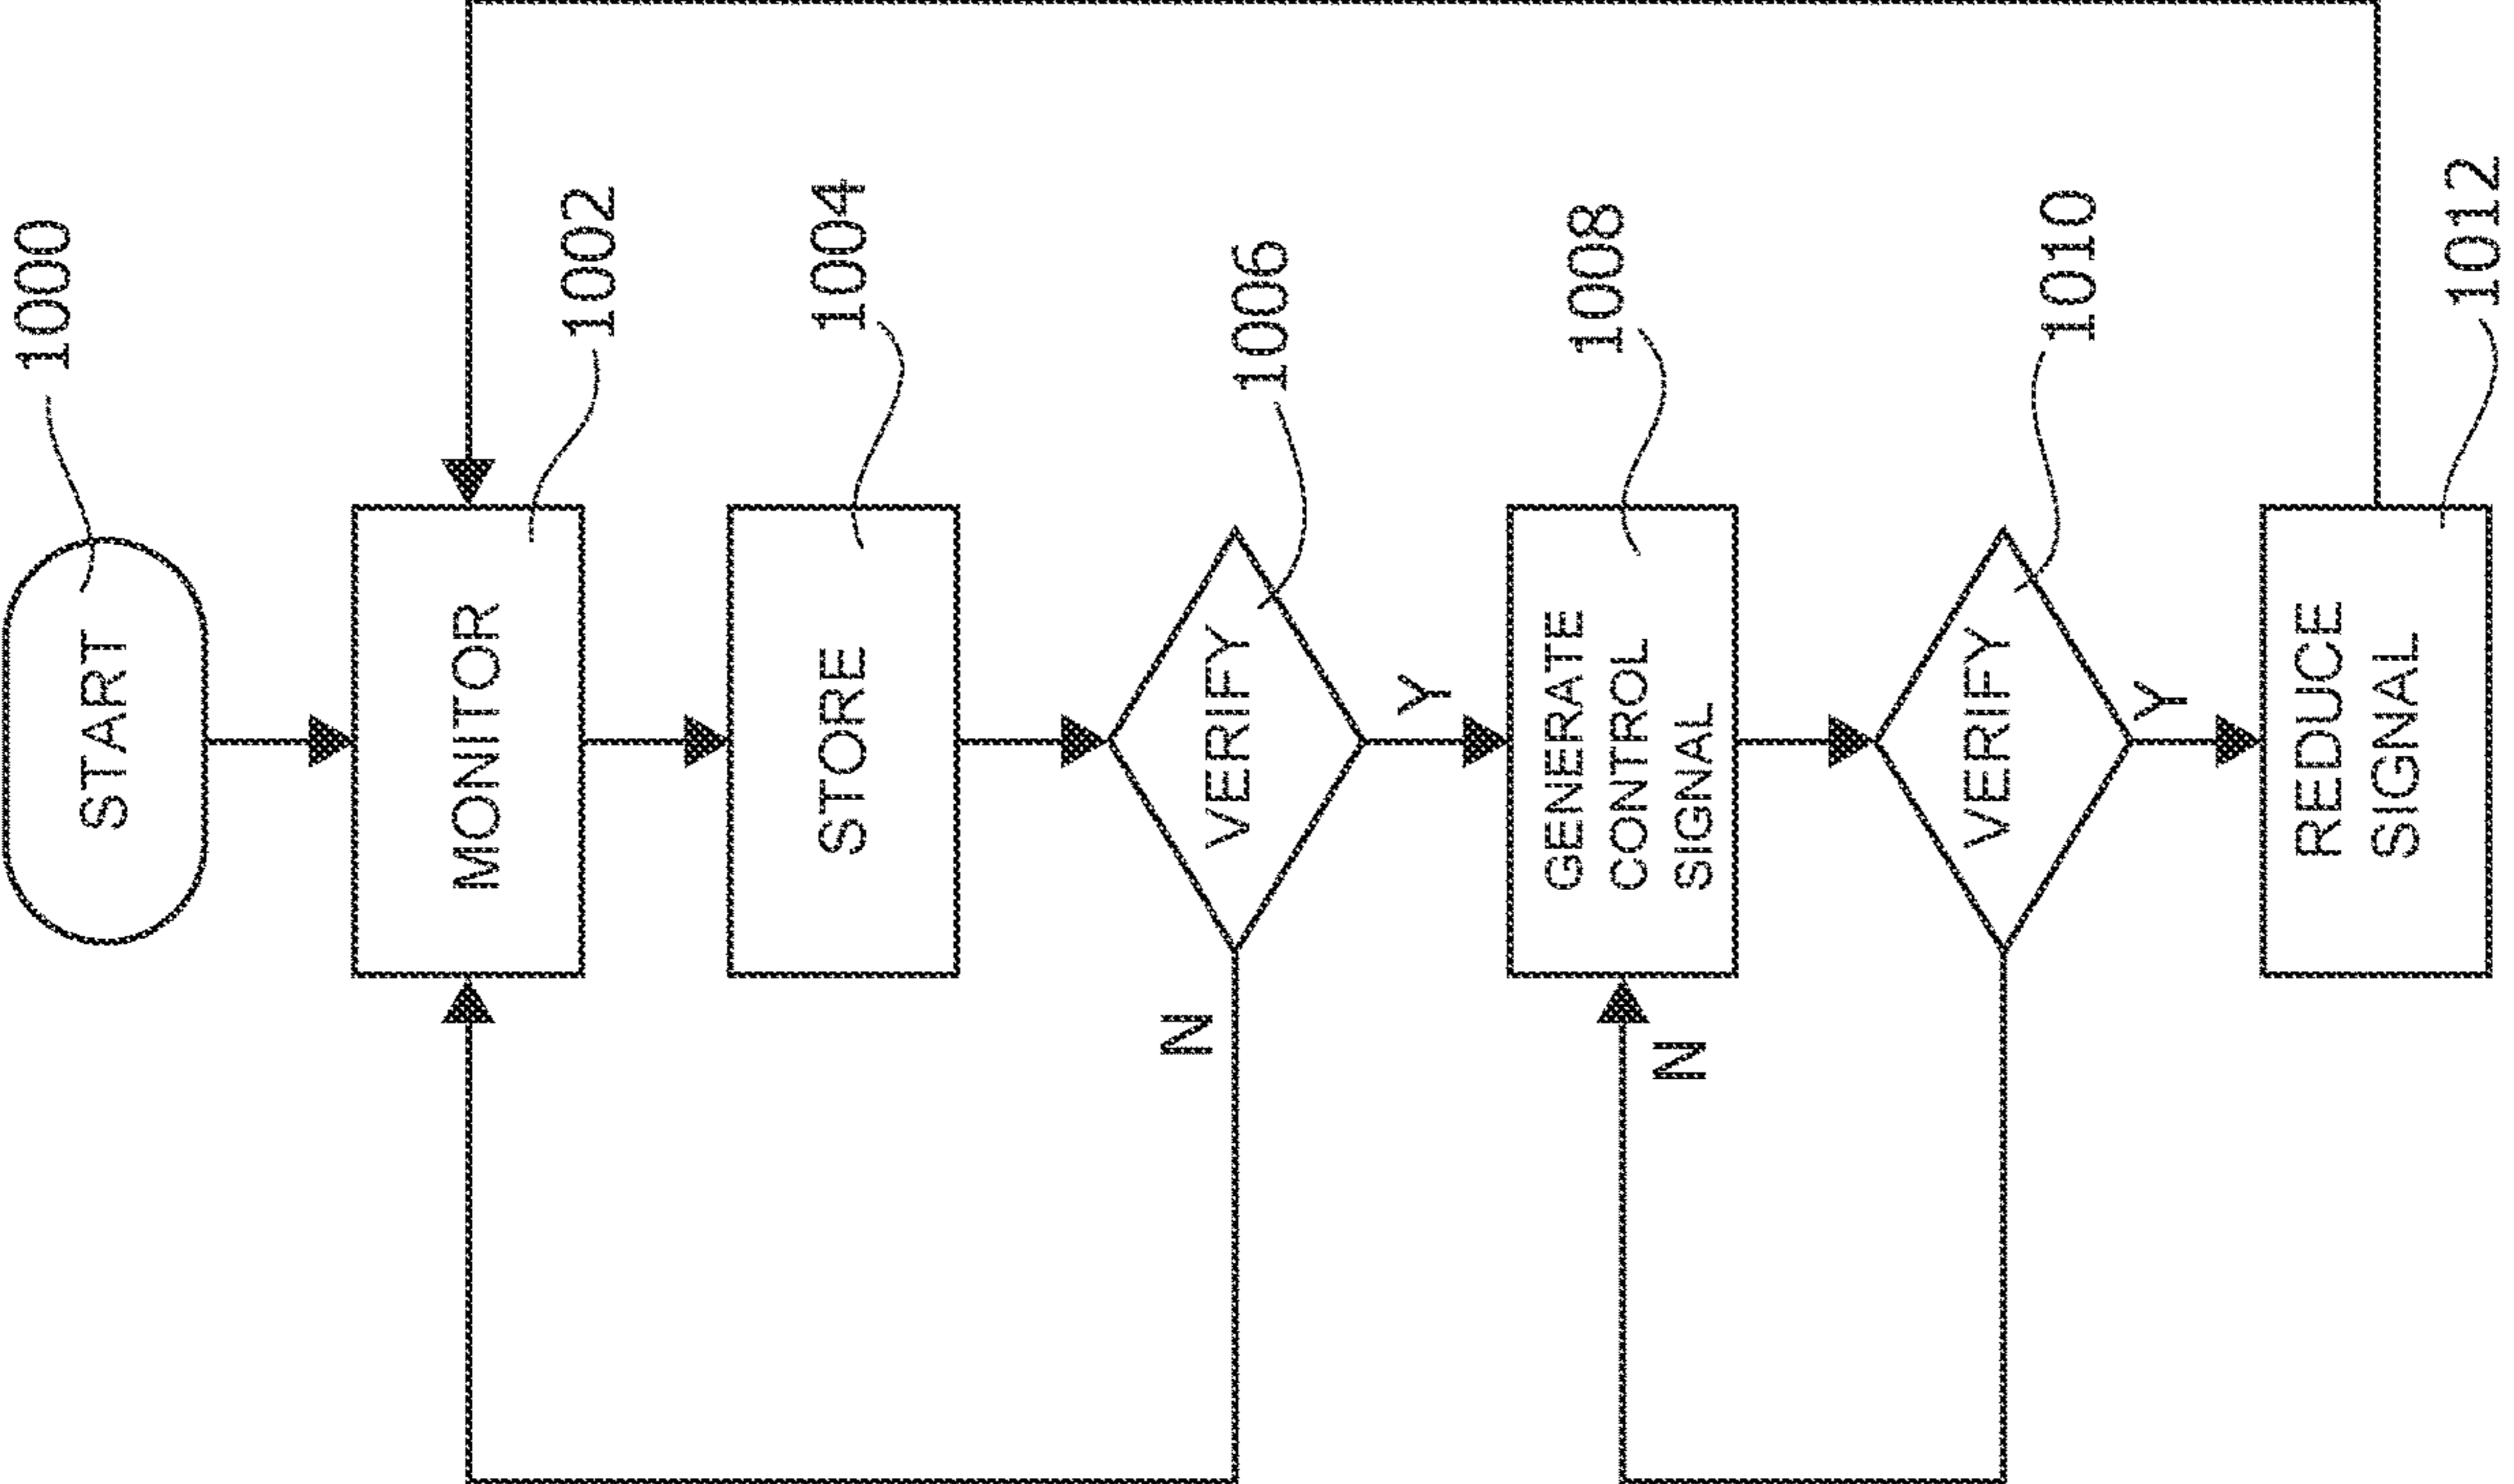 START
1000
MONITOR
1002
STORE
1004
VERIFY
1006
N
Y
GENERATE
CONTROL
SIGNAL
1008
N
VERIFY
1010
Y
REDUCE
SIGNAL
1012